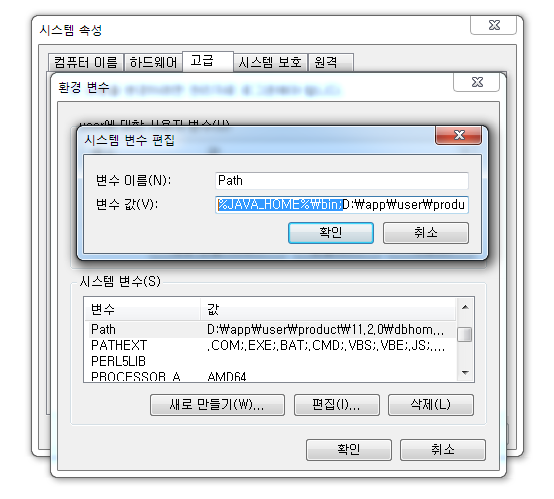 시스템 속성
컴퓨터 이름 하드웨어 고급 시스템 보호 원격
환경 변수
user에 대한 사용자 변수(U)
시스템 변수 편집
변수 이름(N): Path
변수 값(V): %JAVA_HOME%\bin;D:\app\user\produ
확인 취소
시스템 변수(S)
변수 값
Path D:\app\user\product\11.2.0\dbhom...
PATHEXT .COM;.EXE;.BAT;.CMD;.VBS;.VBE;.JS;....
PERL5LIB
PROCESSOR_A... AMD64
새로 만들기(W)... 편집(I)... 삭제(L)
확인 취소